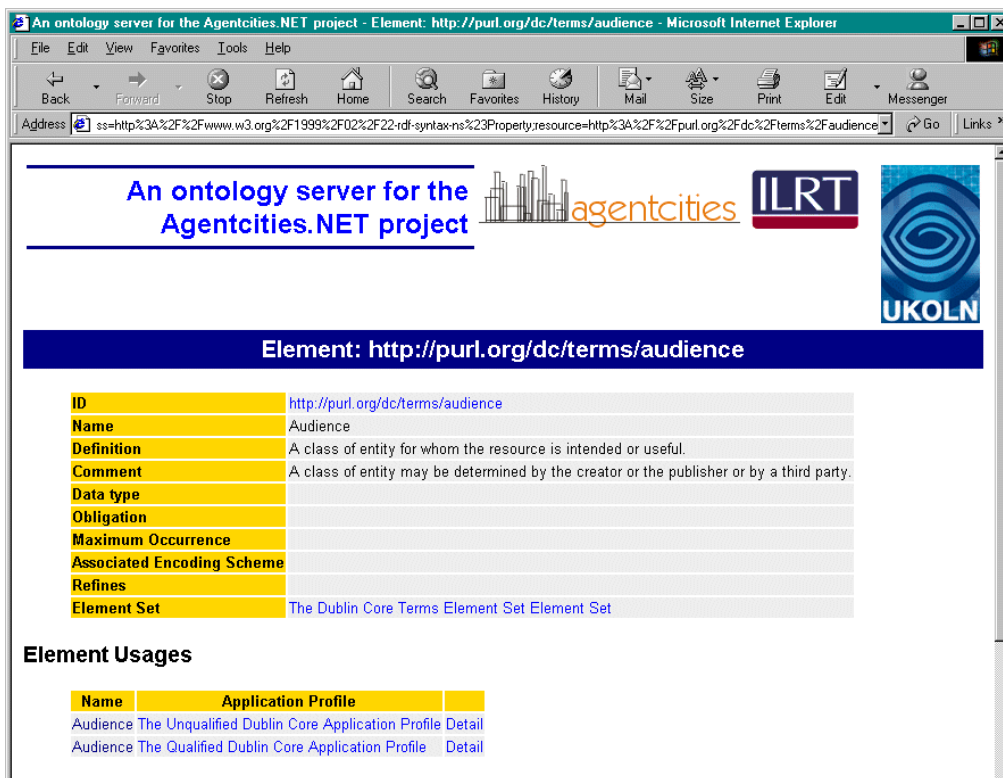 An ontology server for the Agentcities.NET project - Element: http://purl.org/dc/terms/audience - Microsoft Internet Explorer
File Edit View Favorites Tools Help
Back Forward Stop Refresh Home Search Favorites History Mail Size Print Edit Messenger
Address ss=http%3A%2F%2Fwww.w3.org%2F1999%2F02%2F22-rdf-syntax-ns%23Property;resource=http%3A%2F%2Fpurl.org%2Fdc%2Fterms%2Faudience Go Links »
An ontology server for the
Agentcities.NET project
agentcities
ILRT
UKOLN
Element: http://purl.org/dc/terms/audience
ID http://purl.org/dc/terms/audience
Name Audience
Definition A class of entity for whom the resource is intended or useful.
Comment A class of entity may be determined by the creator or the publisher or by a third party.
Data type
Obligation
Maximum Occurrence
Associated Encoding Scheme
Refines
Element Set The Dublin Core Terms Element Set Element Set
Element Usages
Name Application Profile
Audience The Unqualified Dublin Core Application Profile Detail
Audience The Qualified Dublin Core Application Profile Detail